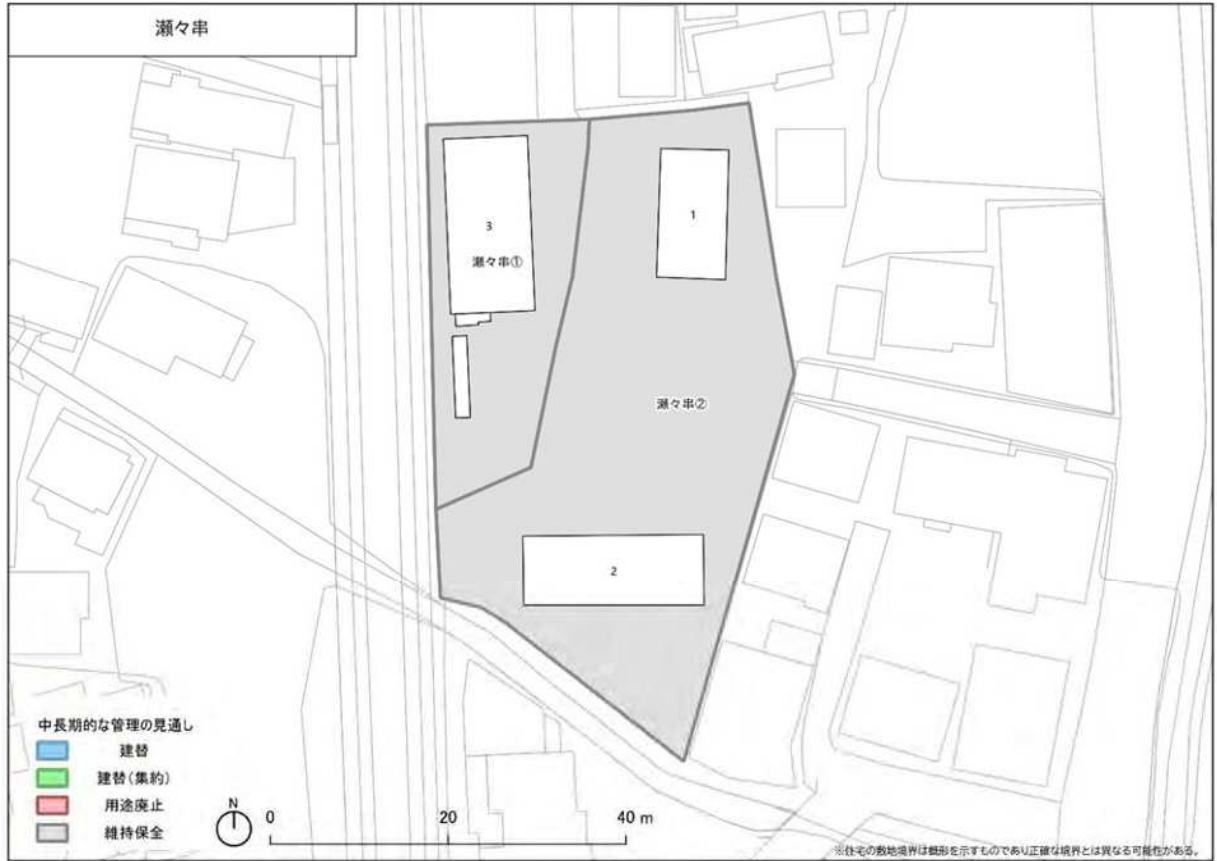 瀬々串
1
3
瀬々串①
瀬々串②
2
中長期的な管理の見通し
建替
建替(集約)
用途廃止
維持保全
N
0 20 40 m
※住宅の敷地境界は概形を示すものであり正確な境界とは異なる可能性がある。